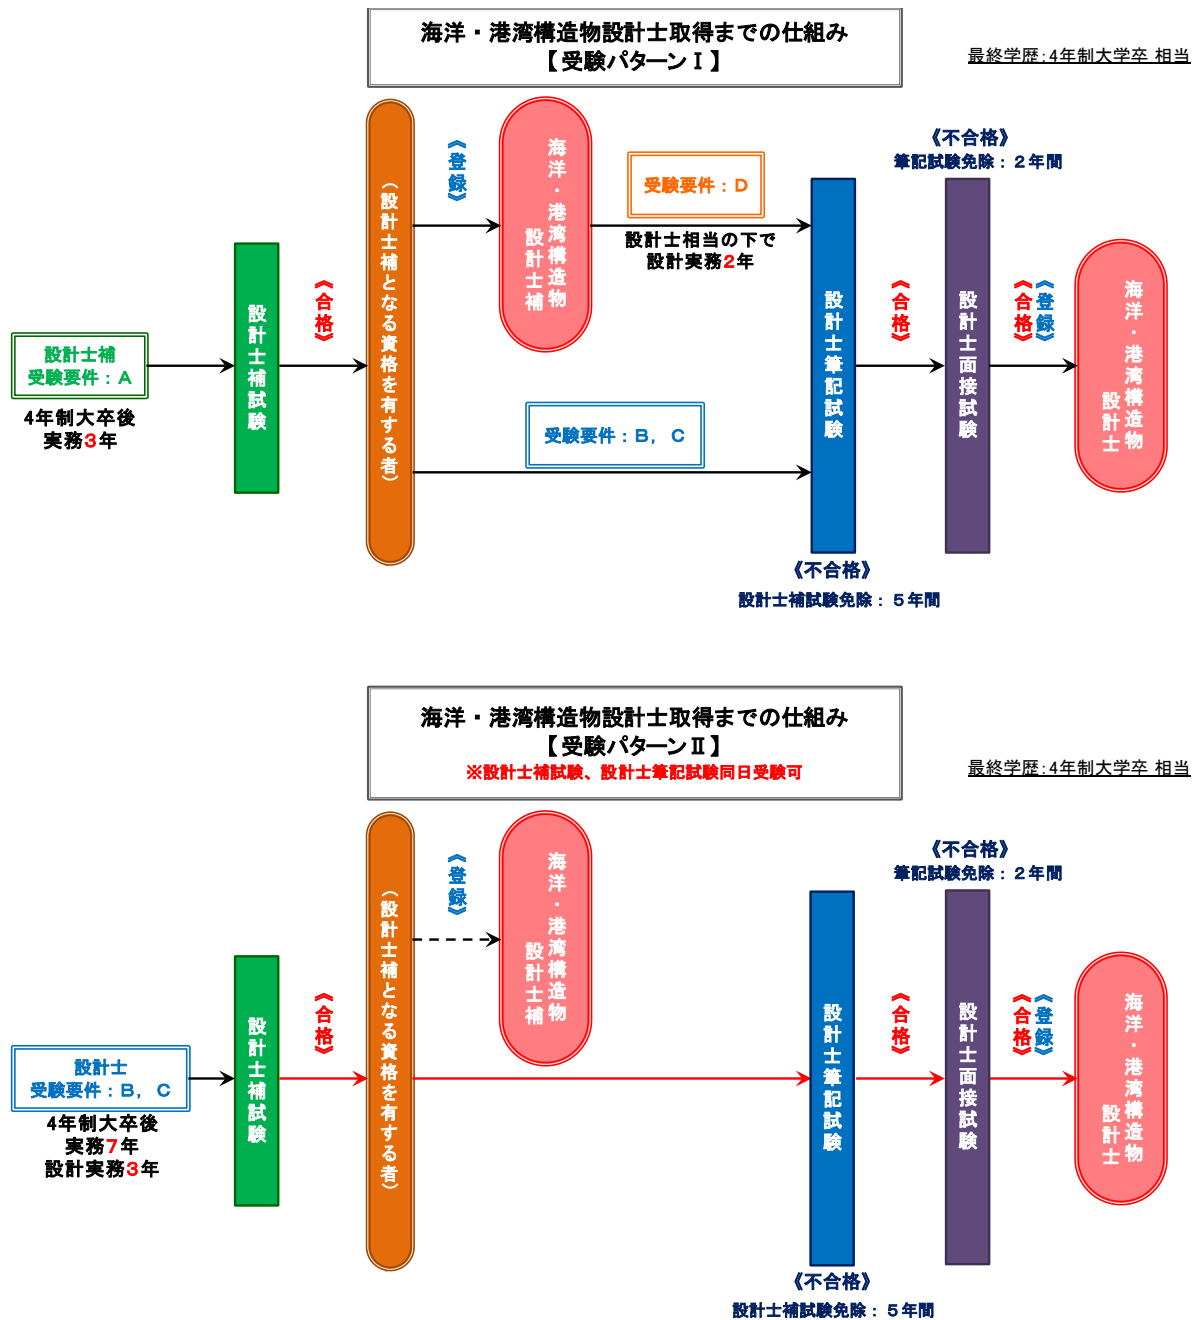 海洋・港湾構造物設計士取得までの仕組み
【受験パターンⅠ】
最終学歴：4年制大学卒 相当
設計士補
受験要件：A
4年制大卒後
実務3年
設計士補試験
《合格》
（設計士補となる資格を有する者）
《登録》
海洋・港湾構造物
設計士補
受験要件：D
設計士相当の下で
設計実務2年
受験要件：B， C
設計士筆記試験
《不合格》
設計士補試験免除：５年間
《合格》
《不合格》
筆記試験免除：２年間
設計士面接試験
《登録》
《合格》
海洋・港湾構造物
設計士
海洋・港湾構造物設計士取得までの仕組み
【受験パターンⅡ】
※設計士補試験、設計士筆記試験同日受験可
最終学歴：4年制大学卒 相当
設計士
受験要件：B， C
4年制大卒後
実務7年
設計実務3年
設計士補試験
《合格》
（設計士補となる資格を有する者）
《登録》
海洋・港湾構造物
設計士補
設計士筆記試験
《不合格》
設計士補試験免除：５年間
《合格》
《不合格》
筆記試験免除：２年間
設計士面接試験
《登録》
《合格》
海洋・港湾構造物
設計士